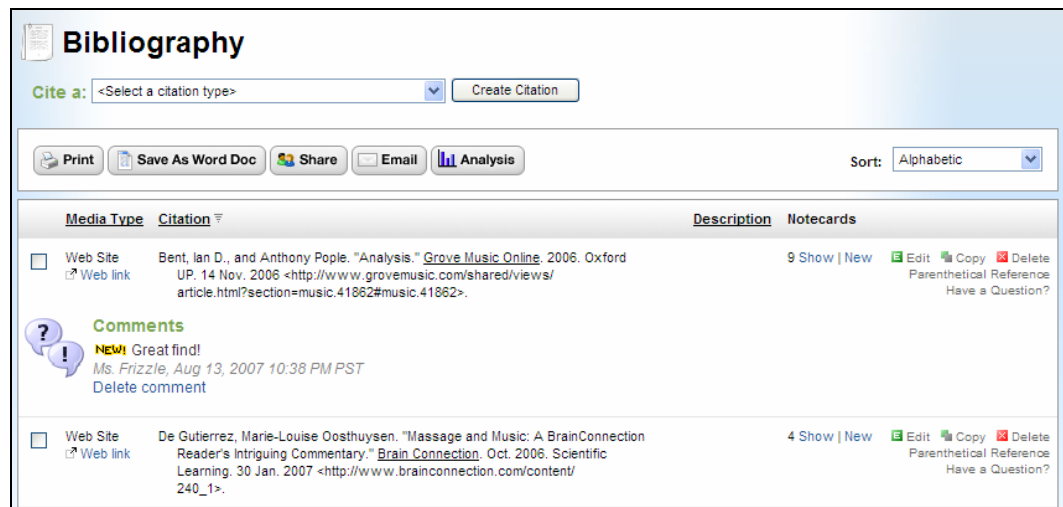 Bibliography
Cite a: <Select a citation type> Create Citation
Print Save As Word Doc Share Email Analysis Sort: Alphabetic
Media Type Citation Description Notecards
Web Site Bent, Ian D., and Anthony Pople. "Analysis." Grove Music Online. 2006. Oxford 9 Show | New Edit Copy Delete
Web link UP. 14 Nov. 2006 <http://www.grovemusic.com/shared/views/ Parenthetical Reference
article.html?section=music.41862#music.41862>. Have a Question?
? Comments
! NEW! Great find!
Ms. Frizzle, Aug 13, 2007 10:38 PM PST
Delete comment
Web Site De Gutierrez, Marie-Louise Oosthuysen. "Massage and Music: A BrainConnection 4 Show | New Edit Copy Delete
Web link Reader's Intriguing Commentary." Brain Connection. Oct. 2006. Scientific Parenthetical Reference
Learning. 30 Jan. 2007 <http://www.brainconnection.com/content/ Have a Question?
240_1>.